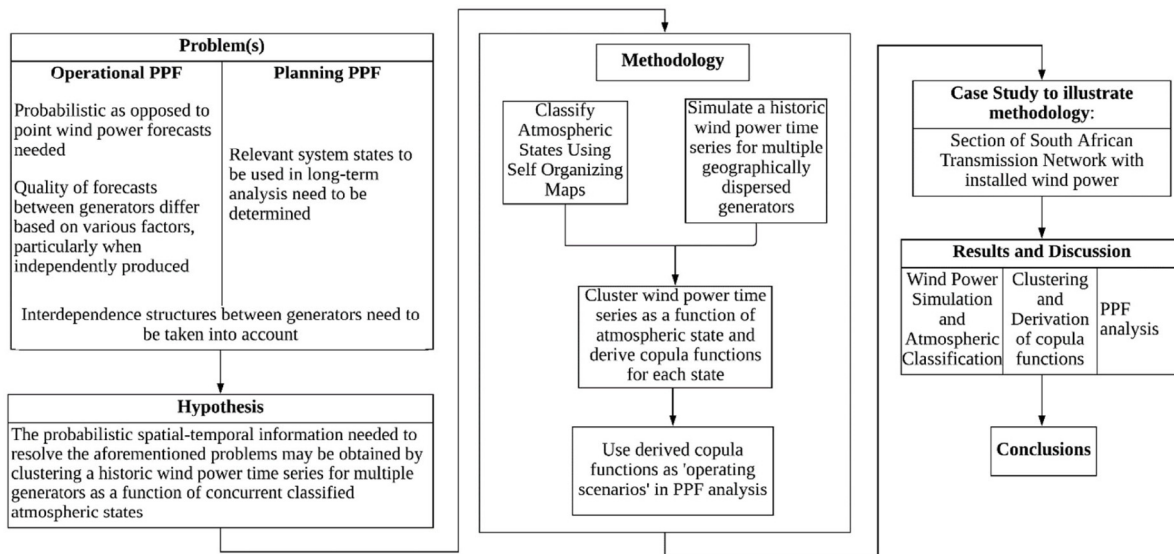 Problem(s)
Operational PPF
Probabilistic as opposed to
point wind power forecasts
needed
Quality of forecasts
between generators differ
based on various factors,
particularly when
independently produced
Planning PPF
Relevant system states to
be used in long-term
analysis need to be
determined
Interdependence structures between generators need to
be taken into account
Hypothesis
The probabilistic spatial-temporal information needed to
resolve the aforementioned problems may be obtained by
clustering a historic wind power time series for multiple
generators as a function of concurrent classified
atmospheric states
Methodology
Classify
Atmospheric
States Using
Self Organizing
Maps
Simulate a
historic
wind power time
series for multiple
geographically
dispersed
generators
Cluster wind power time
series as a function of
atmospheric state and
derive copula functions
for each state
Use derived copula
functions as 'operating
scenarios' in PPF analysis
Case Study to illustrate
methodology:
Section of South African
Transmission Network with
installed wind power
Results and Discussion
Wind Power
Simulation
and
Atmospheric
Classification
Clustering
and
Derivation
of copula
functions
PPF
analysis
Conclusions